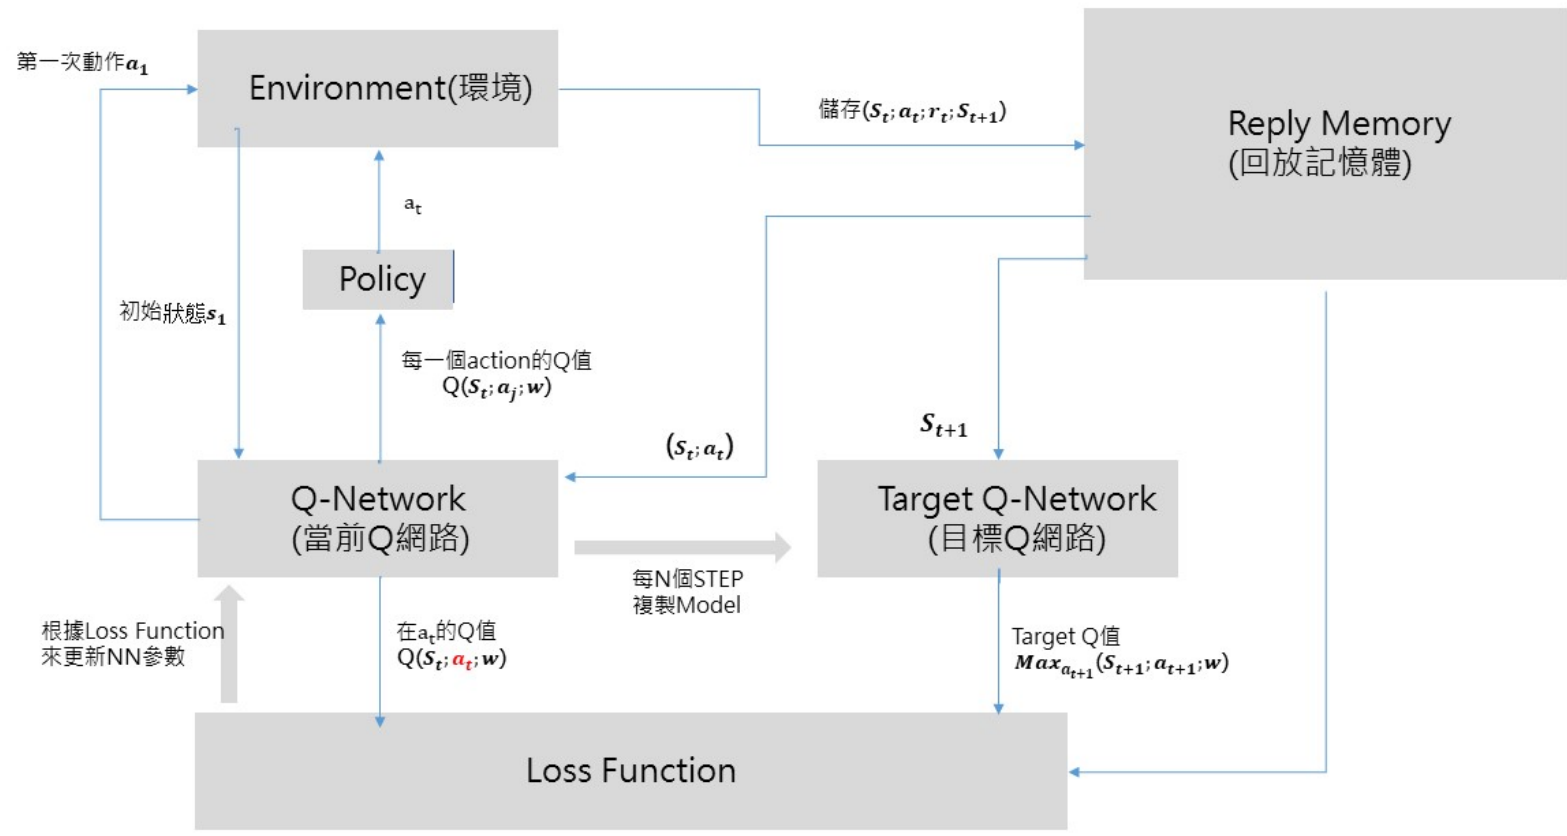 第一次動作a₁
Environment(環境)
儲存(Sₜ;aₜ;rₜ;Sₜ₊₁)
Reply Memory
(回放記憶體)
aₜ
Policy
初始狀態s₁
每一個action的Q值
Q(Sₜ;aⱼ;w)
(Sₜ;aₜ)
Sₜ₊₁
Q-Network
(當前Q網路)
Target Q-Network
(目標Q網路)
每N個STEP
複製Model
根據Loss Function
來更新NN參數
在aₜ的Q值
Q(Sₜ;aₜ;w)
Target Q值
Max_{aₜ₊₁}(Sₜ₊₁;aₜ₊₁;w)
Loss Function